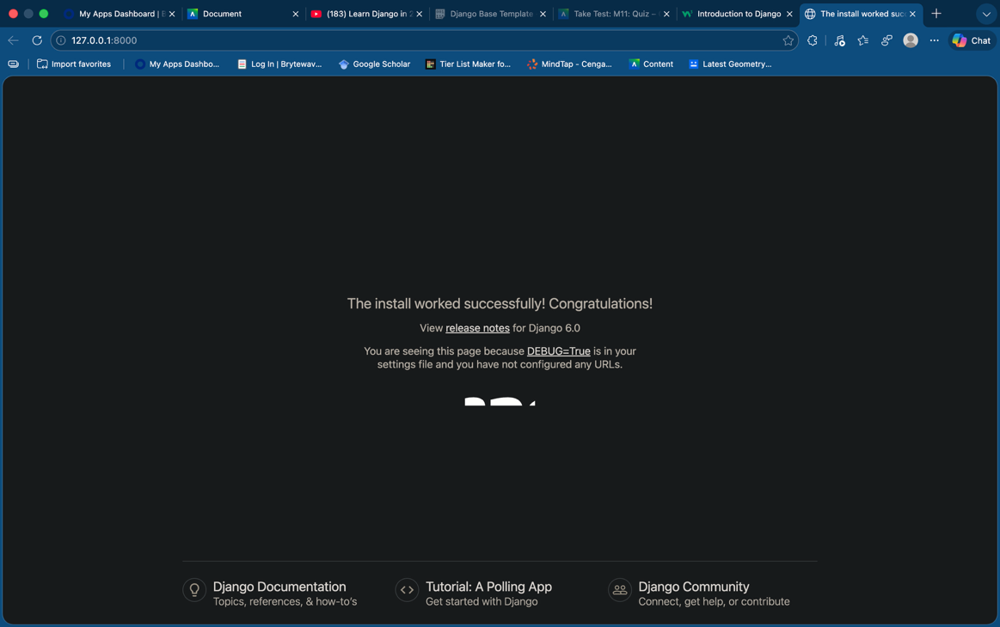 My Apps Dashboard | B
Document
(183) Learn Django in 2
Django Base Template
Take Test: M11: Quiz –
Introduction to Django
The install worked succ
127.0.0.1:8000
Chat
Import favorites
My Apps Dashbo...
Log In | Brytewav...
Google Scholar
Tier List Maker fo...
MindTap - Cenga...
Content
Latest Geometry...
The install worked successfully! Congratulations!
View release notes for Django 6.0
You are seeing this page because DEBUG=True is in your
settings file and you have not configured any URLs.
Django Documentation
Topics, references, & how-to's
Tutorial: A Polling App
Get started with Django
Django Community
Connect, get help, or contribute